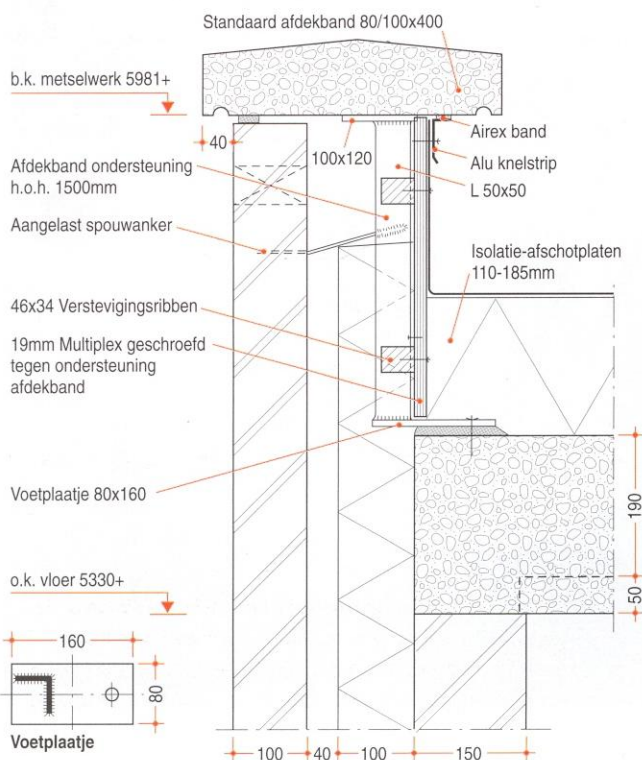 Standaard afdekband 80/100x400
b.k. metselwerk 5981+
40
100x120
Airex band
Alu knelstrip
L 50x50
Afdekband ondersteuning
h.o.h. 1500mm
Aangelast spouwanker
Isolatie-afschotplaten
110-185mm
46x34 Verstevigingsribben
19mm Multiplex geschroefd
tegen ondersteuning
afdekband
Voetplaatje 80x160
190
50
o.k. vloer 5330+
160
80
Voetplaatje
100
40
100
150